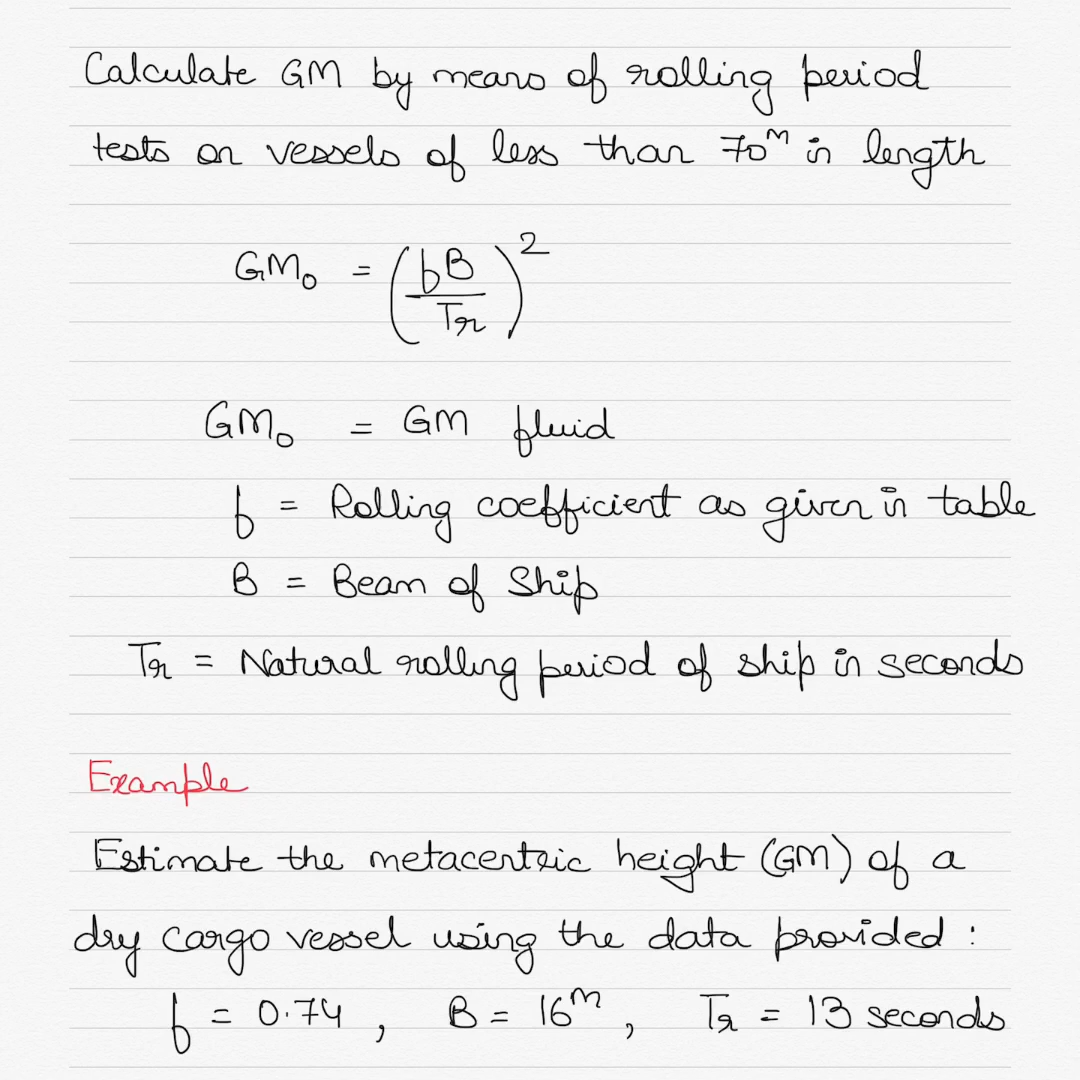 Calculate GM by means of rolling period
tests on vessels of less than 70ᵐ in length
GM₀ = (fB/Tr)²
GM₀ = GM fluid
f = Rolling coefficient as given in table
B = Beam of Ship
Tr = Natural rolling period of ship in seconds
Example
Estimate the metacentric height (GM) of a
dry cargo vessel using the data provided :
f = 0.74 , B = 16ᵐ , Tr = 13 seconds